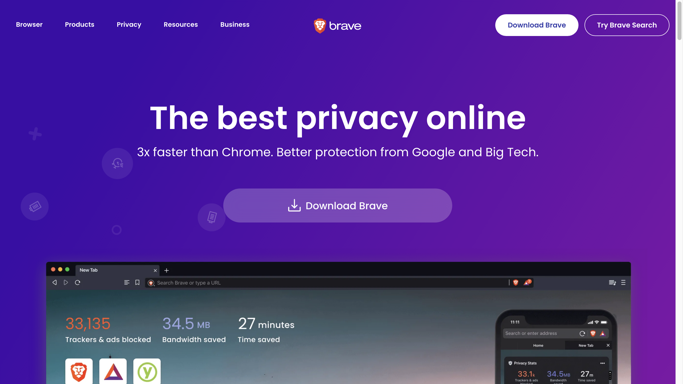 Browser Products Privacy Resources Business brave Download Brave Try Brave Search
The best privacy online
3x faster than Chrome. Better protection from Google and Big Tech.
Download Brave
New Tab
Search Brave or type a URL
33,135 34.5 MB 27 minutes
Trackers & ads blocked Bandwidth saved Time saved
11:11
Search or enter address
Home New Tab
Privacy Stats
33.1k 34.5MB 27m
Trackers & ads Bandwidth Time